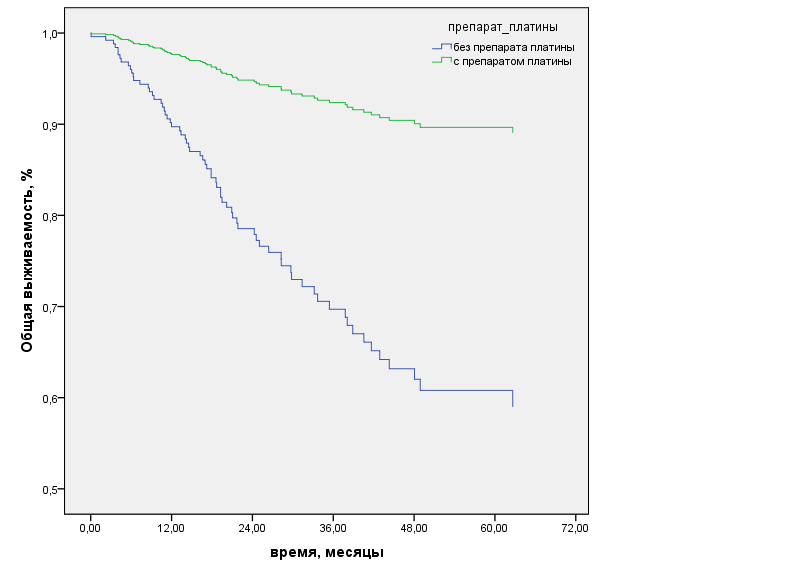 препарат_платины
без препарата платины
с препаратом платины
Общая выживаемость, %
1,0
0,9
0,8
0,7
0,6
0,5
0,00 12,00 24,00 36,00 48,00 60,00 72,00
время, месяцы